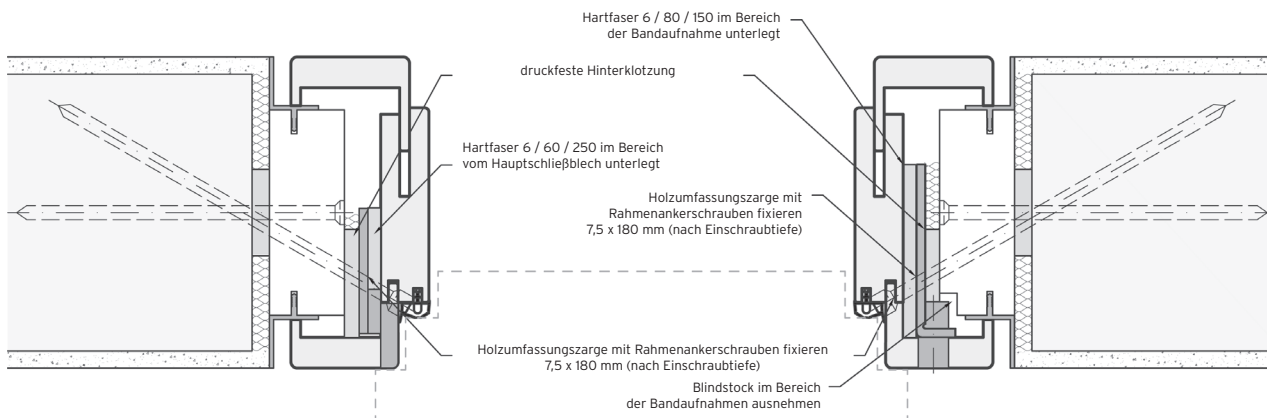 Hartfaser 6 / 80 / 150 im Bereich
der Bandaufnahme unterlegt
druckfeste Hinterklotzung
Hartfaser 6 / 60 / 250 im Bereich
vom Hauptschließblech unterlegt
Holzumfassungszarge mit
Rahmenankerschrauben fixieren
7,5 x 180 mm (nach Einschraubtiefe)
Holzumfassungszarge mit Rahmenankerschrauben fixieren
7,5 x 180 mm (nach Einschraubtiefe)
Blindstock im Bereich
der Bandaufnahmen ausnehmen